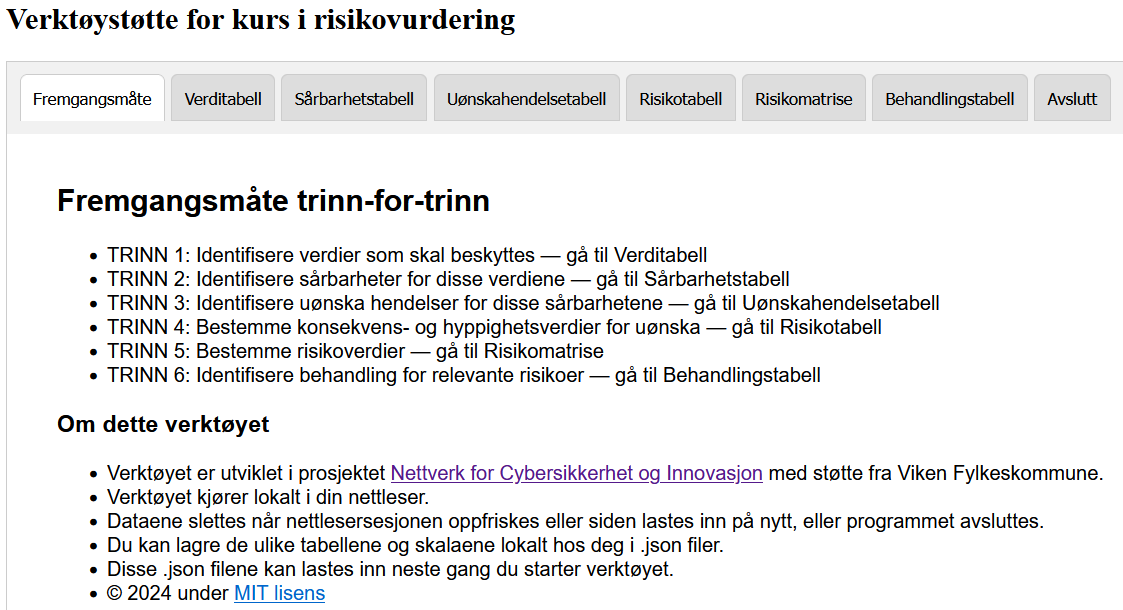 Verktøystøtte for kurs i risikovurdering
Fremgangsmåte Verditabell Sårbarhetstabell Uønskahendelsetabell Risikotabell Risikomatrise Behandlingstabell Avslutt
Fremgangsmåte trinn-for-trinn
• TRINN 1: Identifisere verdier som skal beskyttes — gå til Verditabell
• TRINN 2: Identifisere sårbarheter for disse verdiene — gå til Sårbarhetstabell
• TRINN 3: Identifisere uønska hendelser for disse sårbarhetene — gå til Uønskahendelsetabell
• TRINN 4: Bestemme konsekvens- og hyppighetsverdier for uønska — gå til Risikotabell
• TRINN 5: Bestemme risikoverdier — gå til Risikomatrise
• TRINN 6: Identifisere behandling for relevante risikoer — gå til Behandlingstabell
Om dette verktøyet
• Verktøyet er utviklet i prosjektet Nettverk for Cybersikkerhet og Innovasjon med støtte fra Viken Fylkeskommune.
• Verktøyet kjører lokalt i din nettleser.
• Dataene slettes når nettlesersesjonen oppfriskes eller siden lastes inn på nytt, eller programmet avsluttes.
• Du kan lagre de ulike tabellene og skalaene lokalt hos deg i .json filer.
• Disse .json filene kan lastes inn neste gang du starter verktøyet.
• © 2024 under MIT lisens